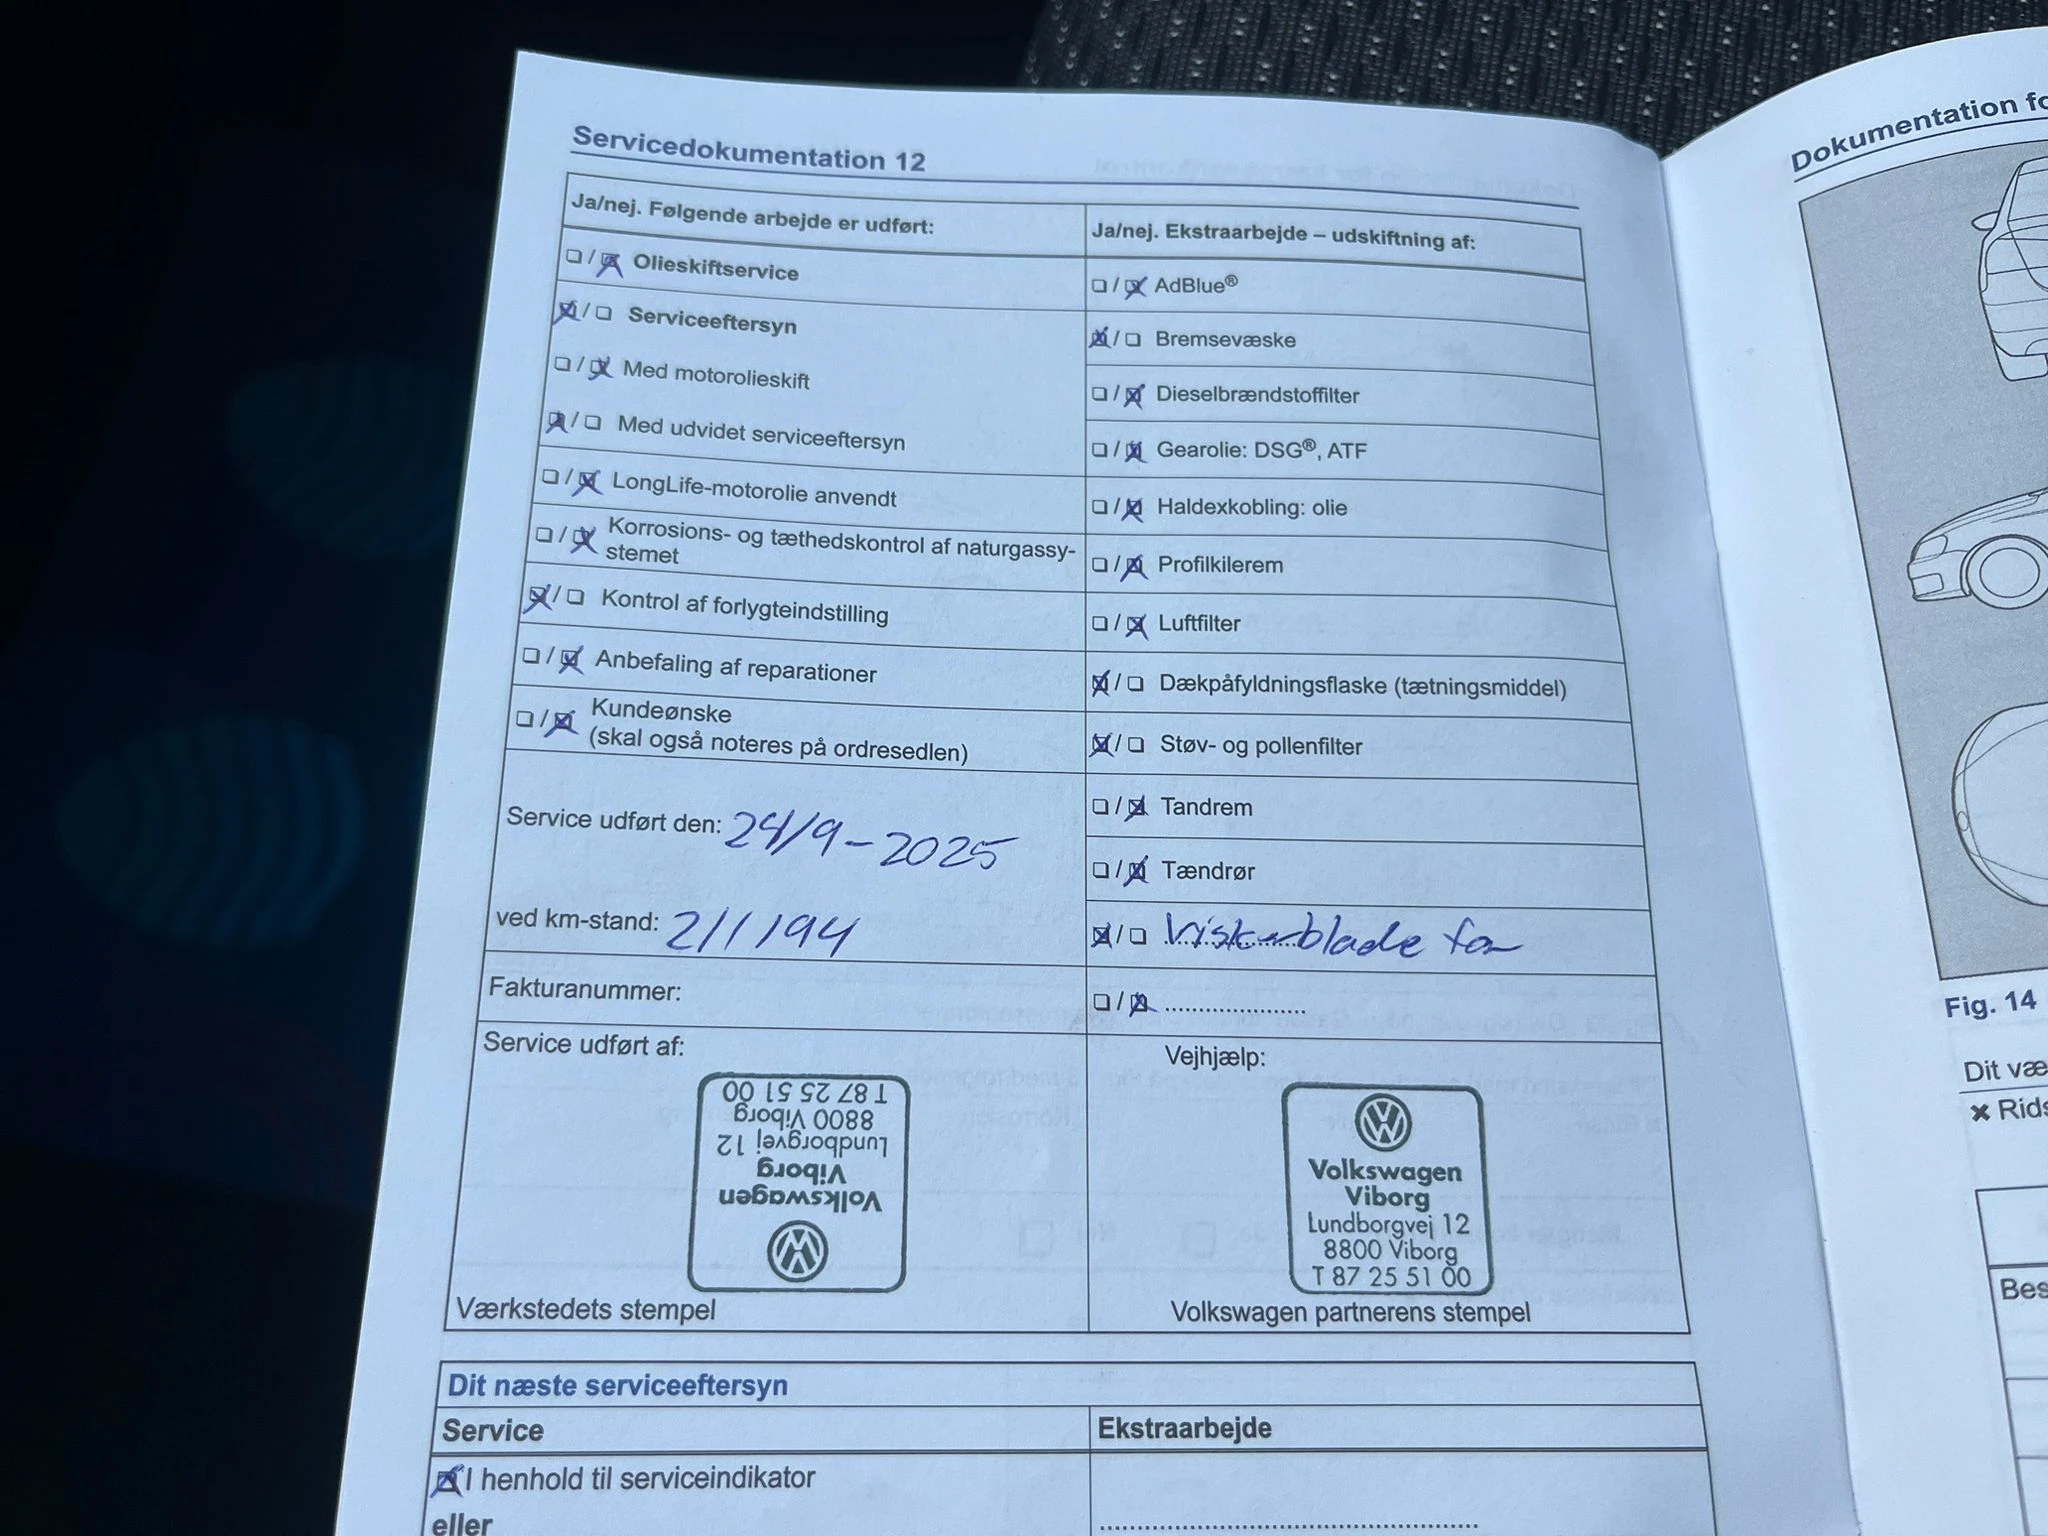 Servicedokumentation 12
Ja/nej. Følgende arbejde er udført:
Olieskiftservice
Serviceeftersyn
Med motorolieskift
Med udvidet serviceeftersyn
LongLife-motorolie anvendt
Korrosions- og tæthedskontrol af naturgassy-
stemet
Kontrol af forlygteindstilling
Anbefaling af reparationer
Kundeønske
(skal også noteres på ordresedlen)
Service udført den: 24/9-2025
ved km-stand: 211194
Fakturanummer:
Service udført af:
Volkswagen
Viborg
Lundborgvej 12
8800 Viborg
T 87 25 51 00
Værkstedets stempel
Ja/nej. Ekstraarbejde – udskiftning af:
AdBlue®
Bremsevæske
Dieselbrændstoffilter
Gearolie: DSG®, ATF
Haldexkobling: olie
Profilkilerem
Luftfilter
Dækpåfyldningsflaske (tætningsmiddel)
Støv- og pollenfilter
Tandrem
Tændrør
Viskerblade for
Vejhjælp:
Volkswagen
Viborg
Lundborgvej 12
8800 Viborg
T 87 25 51 00
Volkswagen partnerens stempel
Dit næste serviceeftersyn
Service
Ekstraarbejde
I henhold til serviceindikator
eller
Dokumentation
Fig. 14
Dit